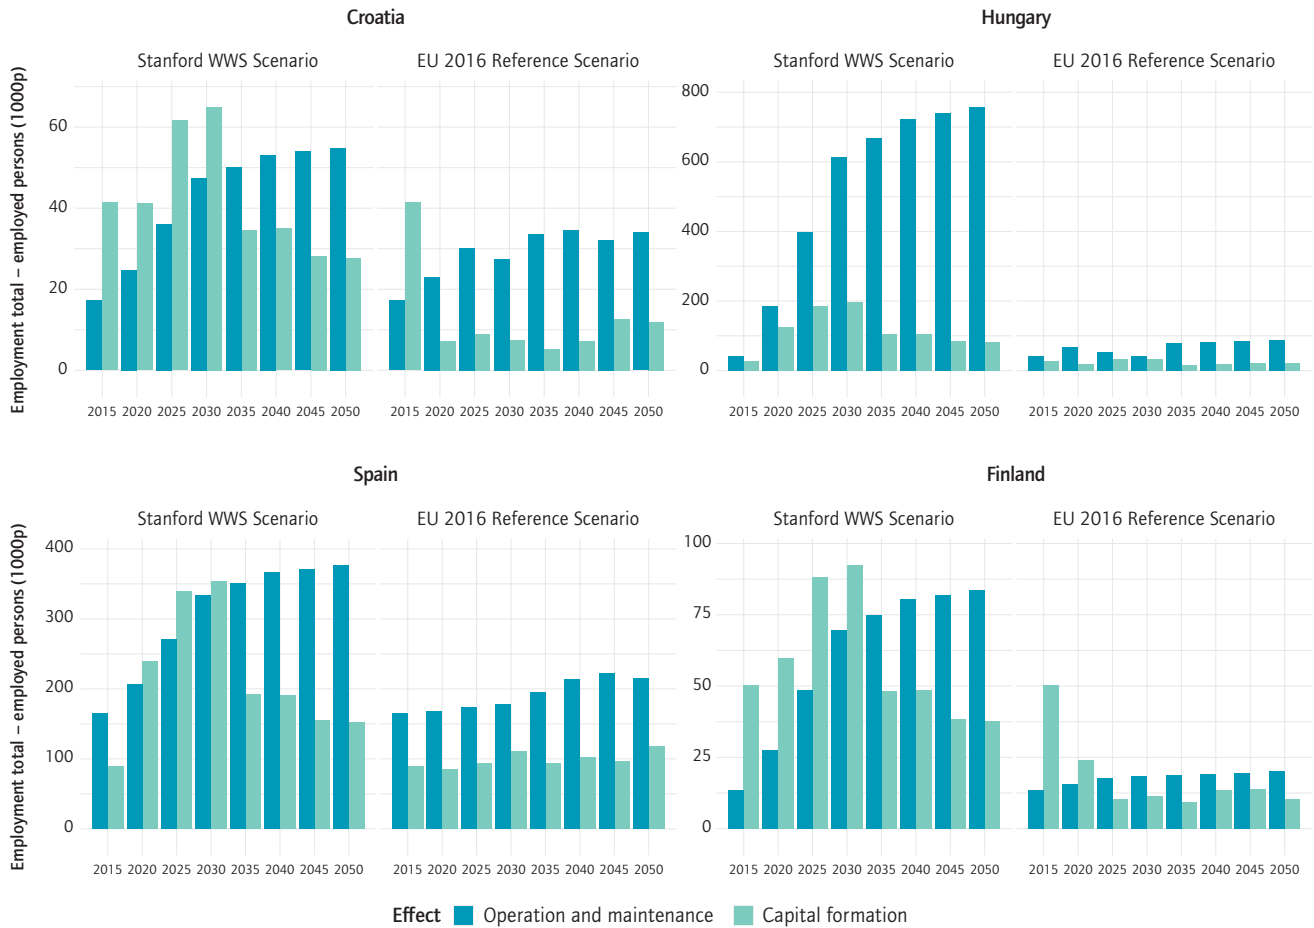 Croatia
Hungary
Stanford WWS Scenario
EU 2016 Reference Scenario
Stanford WWS Scenario
EU 2016 Reference Scenario
Employment total – employed persons (1000p)
60
40
20
0
800
600
400
200
0
2015 2020 2025 2030 2035 2040 2045 2050
2015 2020 2025 2030 2035 2040 2045 2050
2015 2020 2025 2030 2035 2040 2045 2050
2015 2020 2025 2030 2035 2040 2045 2050
Spain
Finland
Stanford WWS Scenario
EU 2016 Reference Scenario
Stanford WWS Scenario
EU 2016 Reference Scenario
Employment total – employed persons (1000p)
400
300
200
100
0
100
75
50
25
0
2015 2020 2025 2030 2035 2040 2045 2050
2015 2020 2025 2030 2035 2040 2045 2050
2015 2020 2025 2030 2035 2040 2045 2050
2015 2020 2025 2030 2035 2040 2045 2050
Effect Operation and maintenance Capital formation